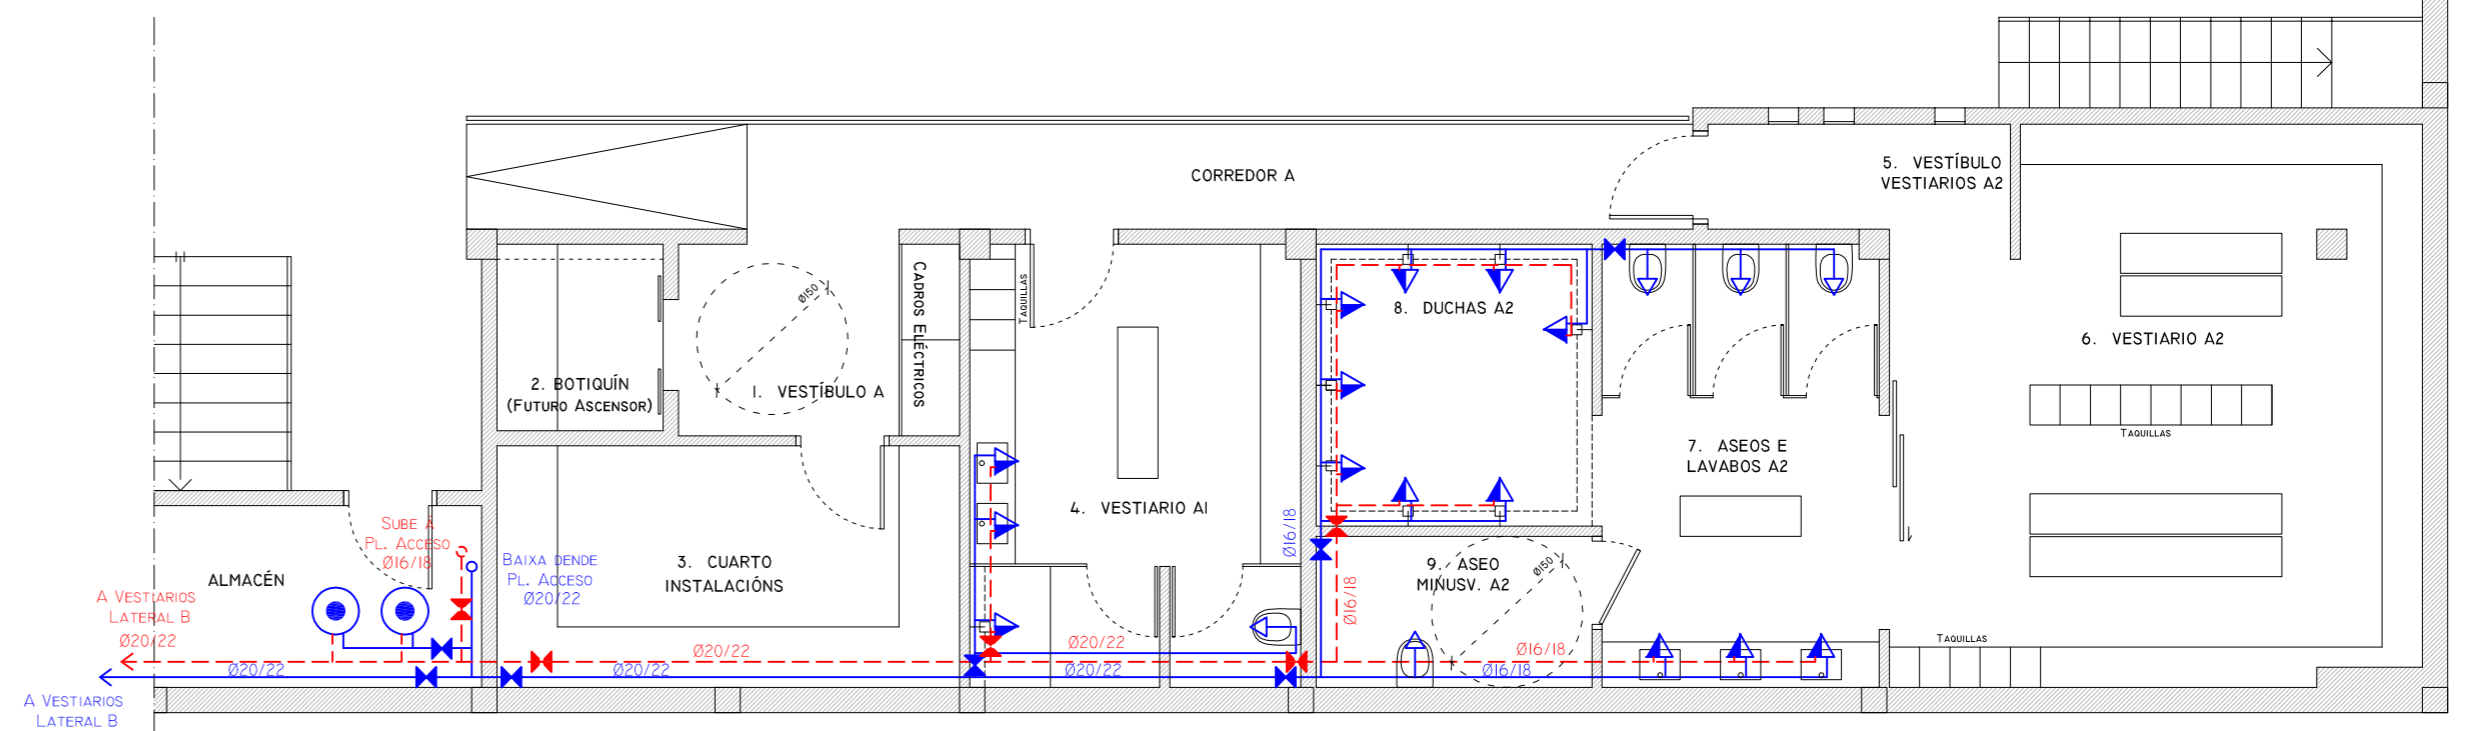 CORREDOR A
5. VESTÍBULO
VESTIARIOS A2
CADROS ELÉCTRICOS
TAQUILLAS
Ø150
8. DUCHAS A2
6. VESTIARIO A2
2. BOTIQUÍN
(FUTURO ASCENSOR)
1. VESTÍBULO A
TAQUILLAS
7. ASEOS E
LAVABOS A2
4. VESTIARIO A1
SUBE A
PL. ACCESO
Ø16/18
BAIXA DENDE
PL. ACCESO
Ø20/22
3. CUARTO
INSTALACIÓNS
Ø16/18
9. ASEO
MINUSV. A2
Ø150
ALMACÉN
A VESTIARIOS
LATERAL B
Ø20/22
Ø16/18
TAQUILLAS
Ø20/22
Ø20/22
Ø16/18
Ø20/22
Ø20/22
Ø20/22
Ø16/18
A VESTIARIOS
LATERAL B